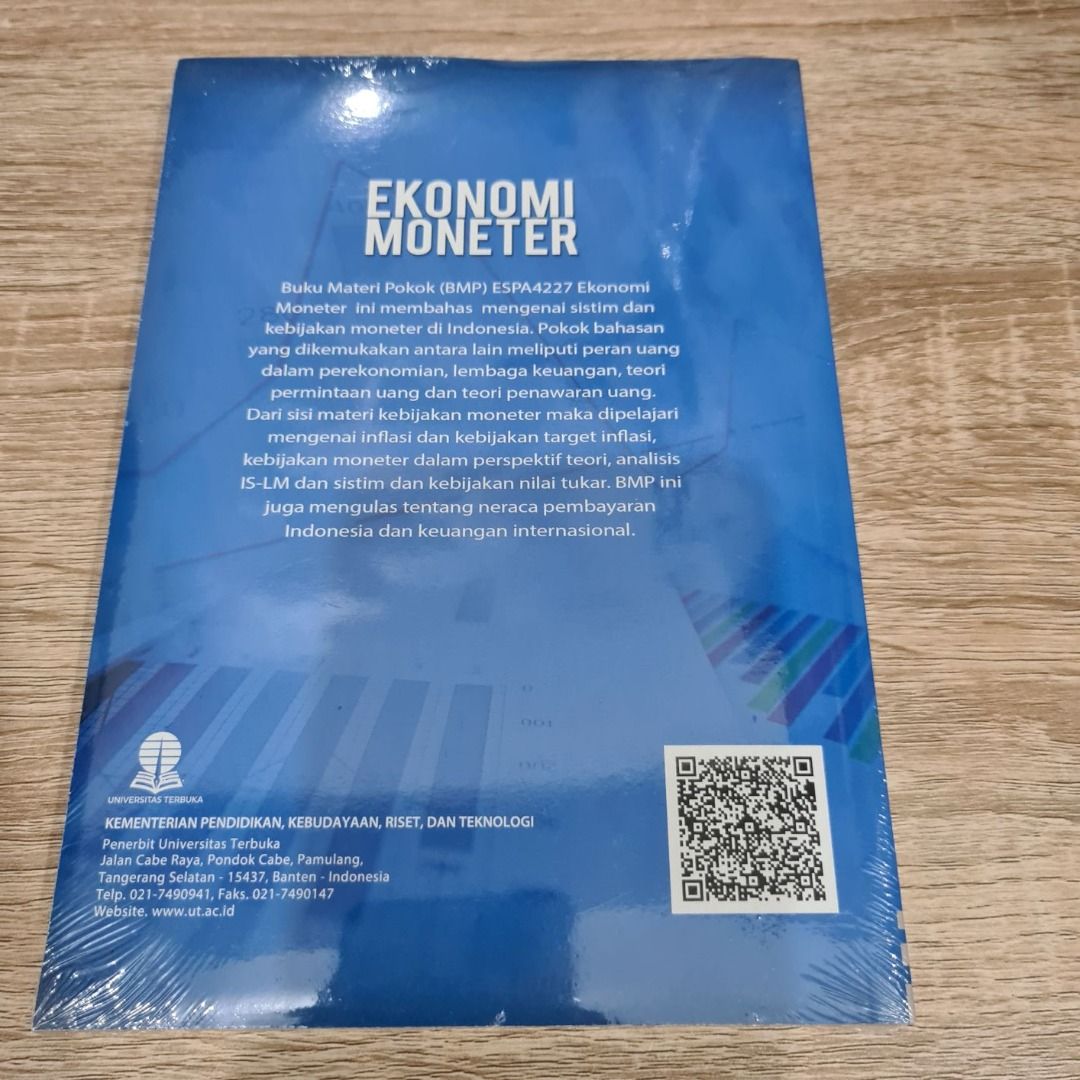 EKONOMI
MONETER
Buku Materi Pokok (BMP) ESPA4227 Ekonomi
Moneter ini membahas mengenai sistim dan
kebijakan moneter di Indonesia. Pokok bahasan
yang dikemukakan antara lain meliputi peran uang
dalam perekonomian, lembaga keuangan, teori
permintaan uang dan teori penawaran uang.
Dari sisi materi kebijakan moneter maka dipelajari
mengenai inflasi dan kebijakan target inflasi,
kebijakan moneter dalam perspektif teori, analisis
IS-LM dan sistim dan kebijakan nilai tukar. BMP ini
juga mengulas tentang neraca pembayaran
Indonesia dan keuangan internasional.
UNIVERSITAS TERBUKA
KEMENTERIAN PENDIDIKAN, KEBUDAYAAN, RISET, DAN TEKNOLOGI
Penerbit Universitas Terbuka
Jalan Cabe Raya, Pondok Cabe, Pamulang,
Tangerang Selatan - 15437, Banten - Indonesia
Telp. 021-7490941, Faks. 021-7490147
Website. www.ut.ac.id